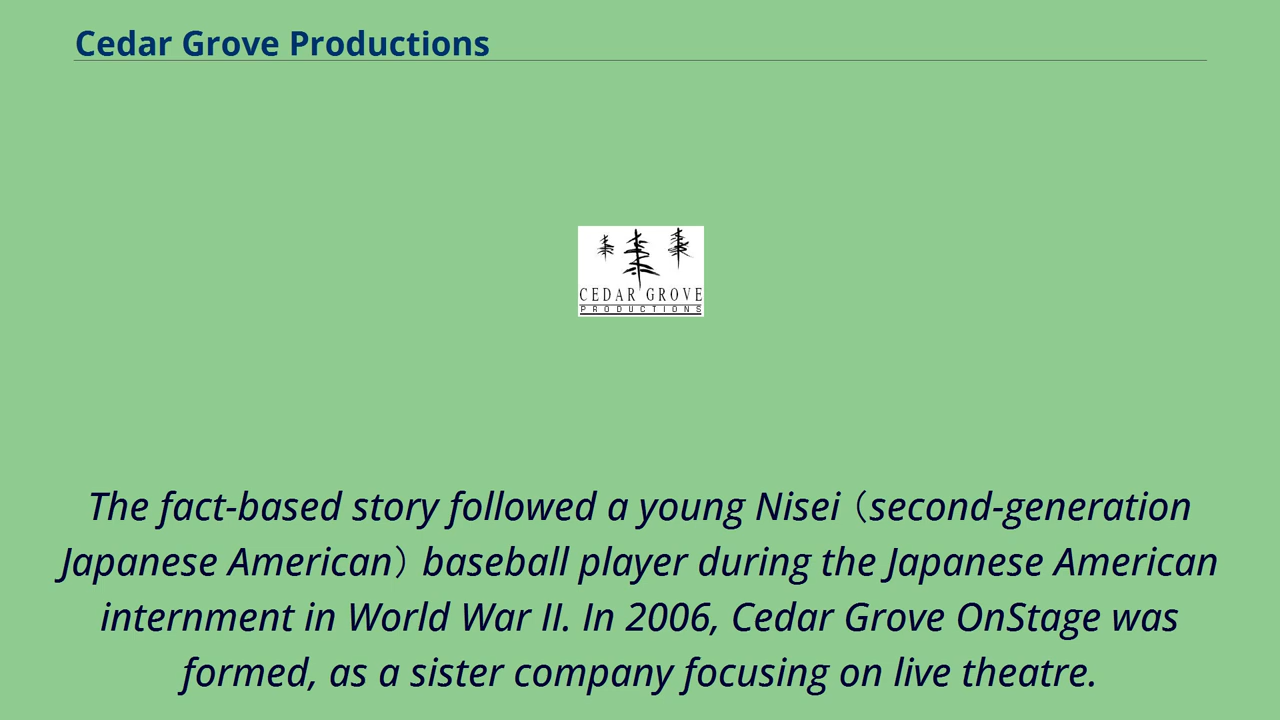 Cedar Grove Productions
CEDAR GROVE
PRODUCTIONS
The fact-based story followed a young Nisei（second-generation
Japanese American）baseball player during the Japanese American
internment in World War II. In 2006, Cedar Grove OnStage was
formed, as a sister company focusing on live theatre.